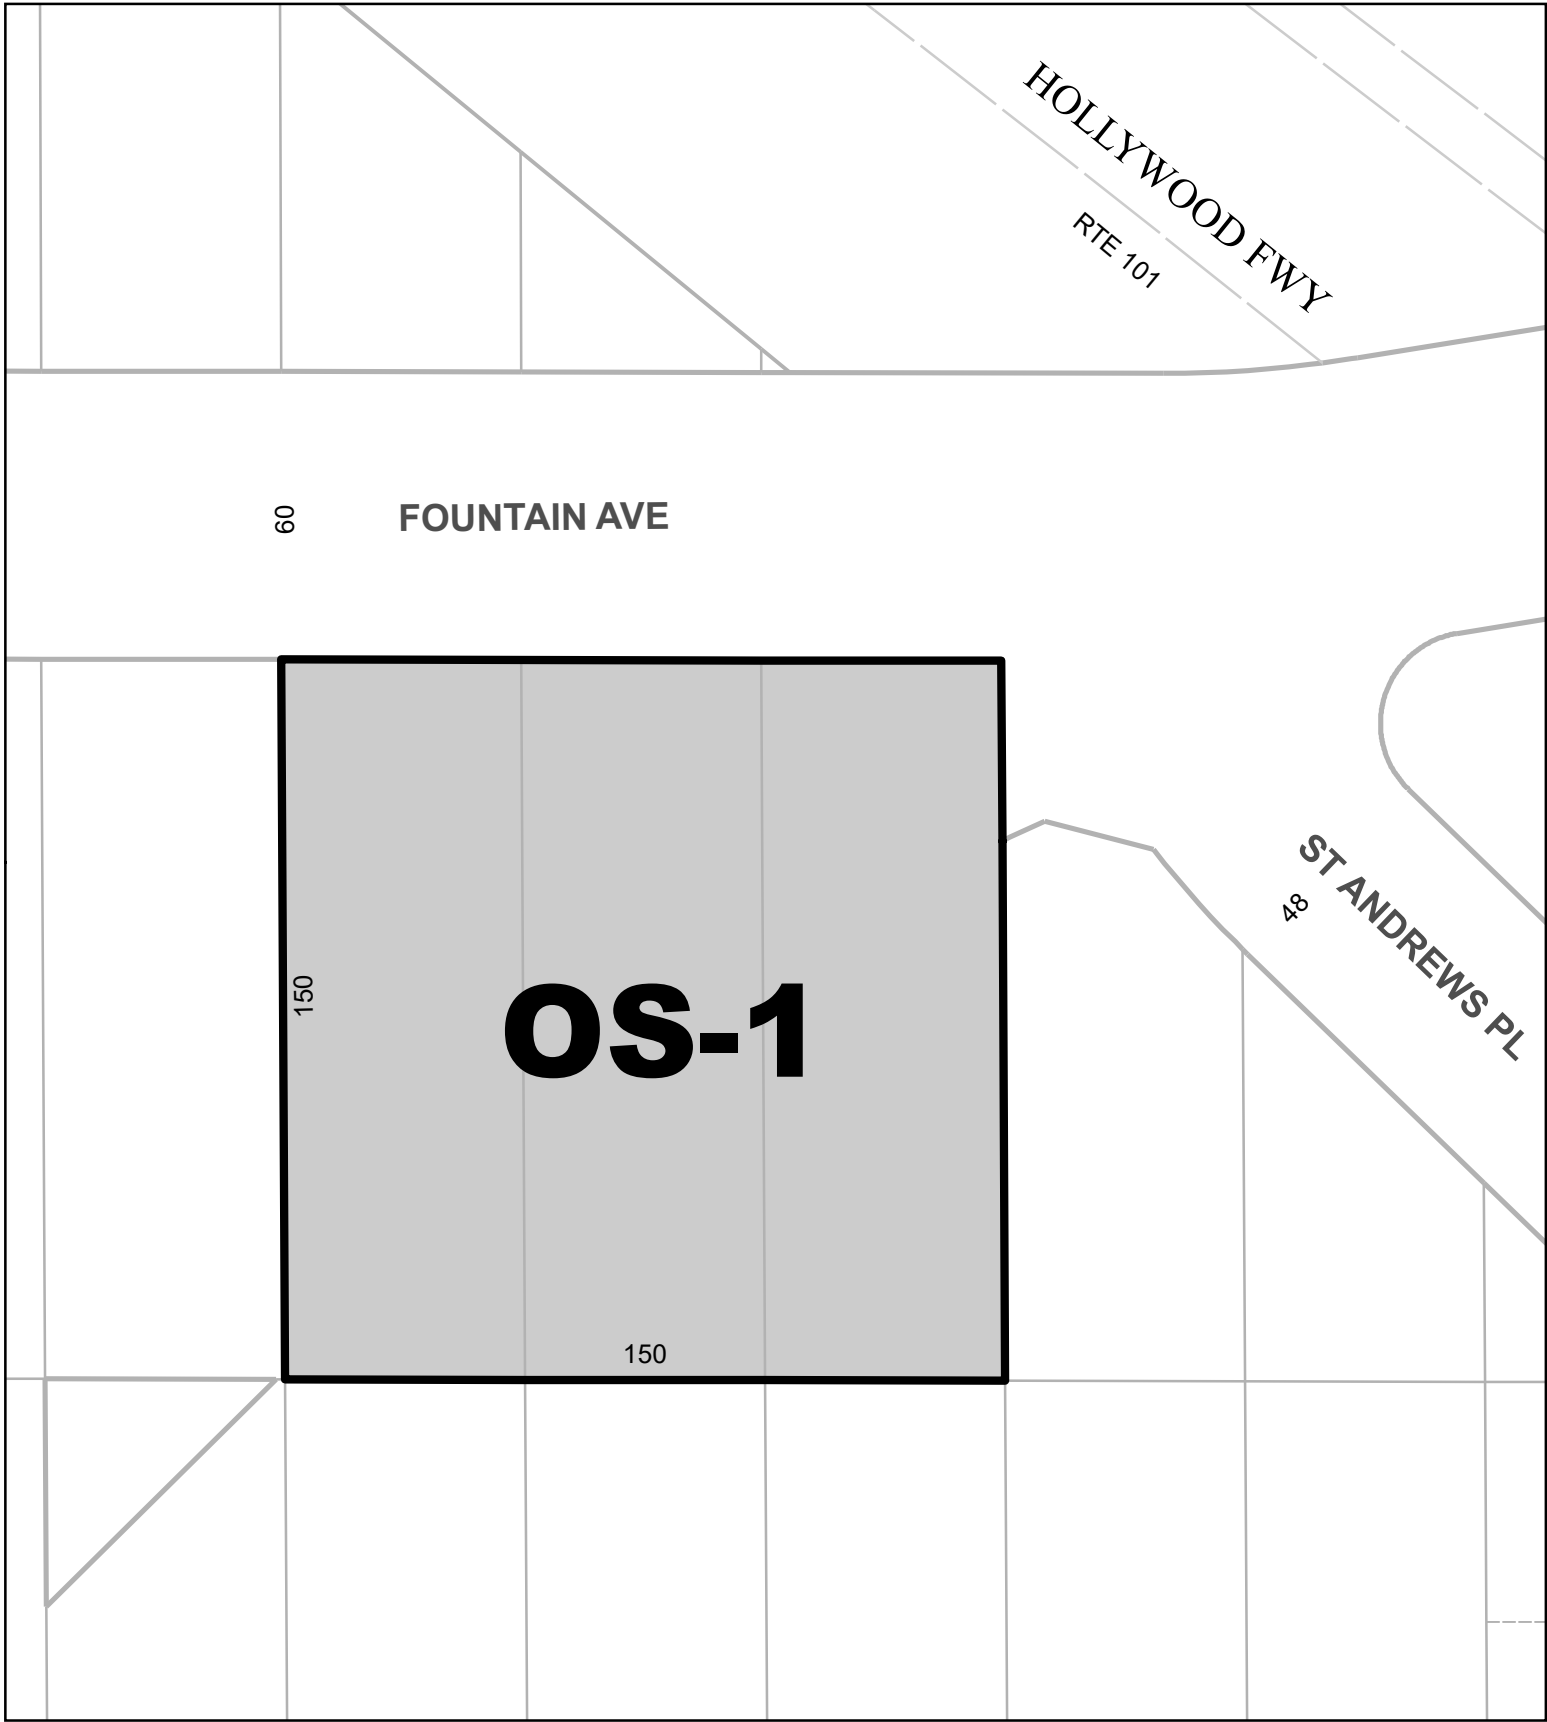 HOLLYWOOD FWY
RTE 101
60
FOUNTAIN AVE
ST ANDREWS PL
48
150
OS-1
150